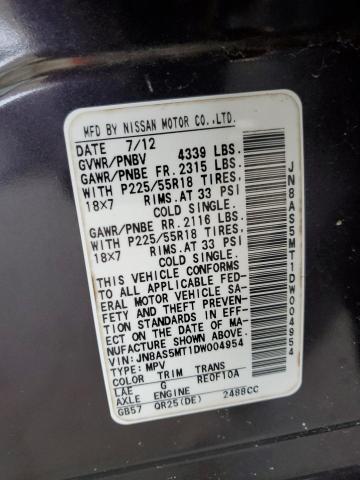 MFD BY NISSAN MOTOR CO.,LTD.
DATE 7/12
GVWR/PNBV 4339 LBS.
GAWR/PNBE FR. 2315 LBS.
WITH P225/55R18 TIRES,
18X7 RIMS. AT 33 PSI
COLD SINGLE.
GAWR/PNBE RR. 2116 LBS.
WITH P225/55R18 TIRES,
18X7 RIMS. AT 33 PSI
COLD SINGLE.
THIS VEHICLE CONFORMS
TO ALL APPLICABLE FED-
ERAL MOTOR VEHICLE SA-
FETY AND THEFT PREVEN-
TION STANDARDS IN EFF-
ECT ON THE DATE OF MA-
NUFACTURE SHOWN ABOVE.
VIN:JN8AS5MT1DW004954
TYPE: MPV
COLOR TRIM TRANS
LAE G RE0F10A
AXLE ENGINE
GB57 QR25(DE) 2488CC
JN8AS5MT1DW004954